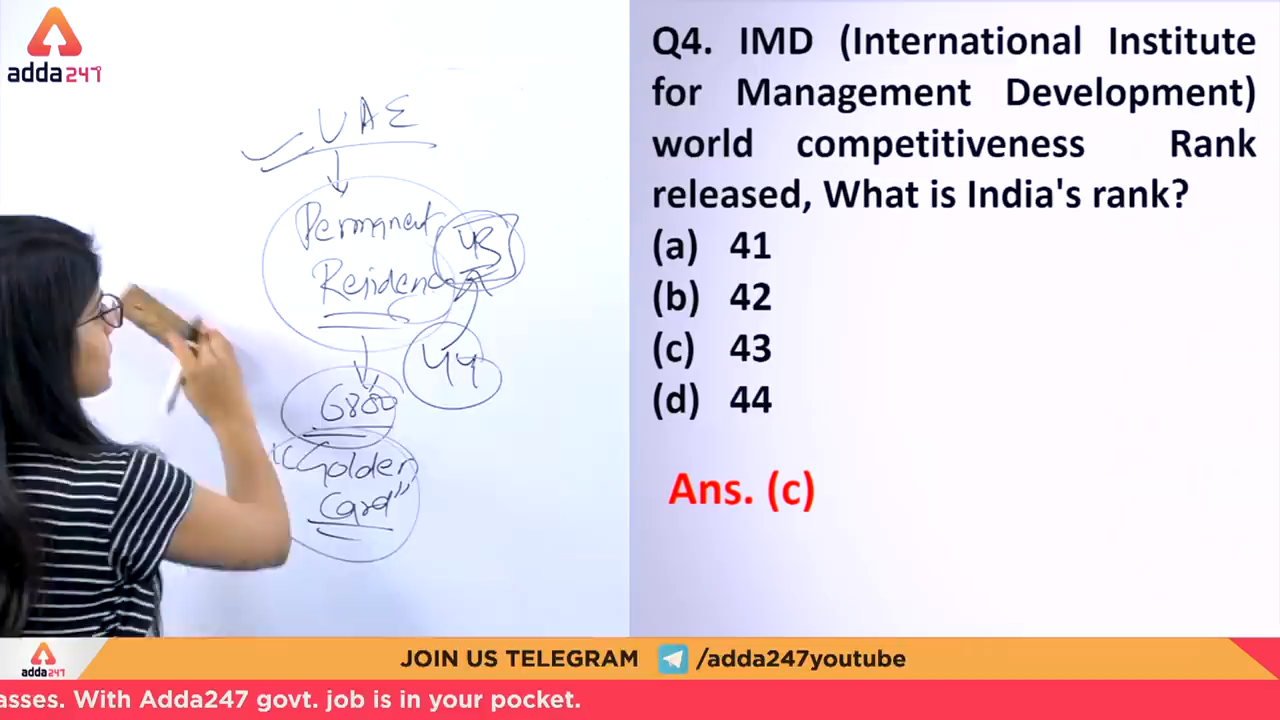 adda247
UAE
Permanent
Residence
43
44
6800
"Golden
Card"
Q4. IMD (International Institute
for Management Development)
world competitiveness Rank
released, What is India's rank?
(a) 41
(b) 42
(c) 43
(d) 44
Ans. (c)
adda247
JOIN US TELEGRAM /adda247youtube
asses. With Adda247 govt. job is in your pocket.